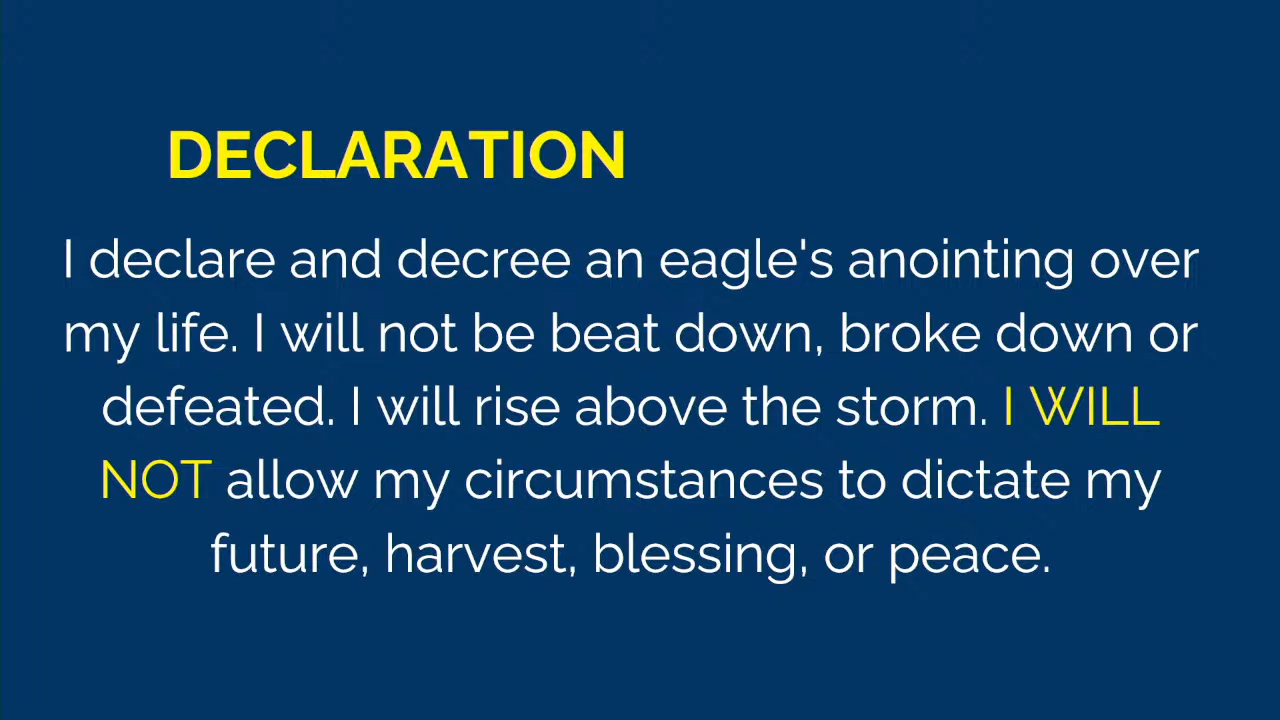 DECLARATION
I declare and decree an eagle's anointing over
my life. I will not be beat down, broke down or
defeated. I will rise above the storm. I WILL
NOT allow my circumstances to dictate my
future, harvest, blessing, or peace.